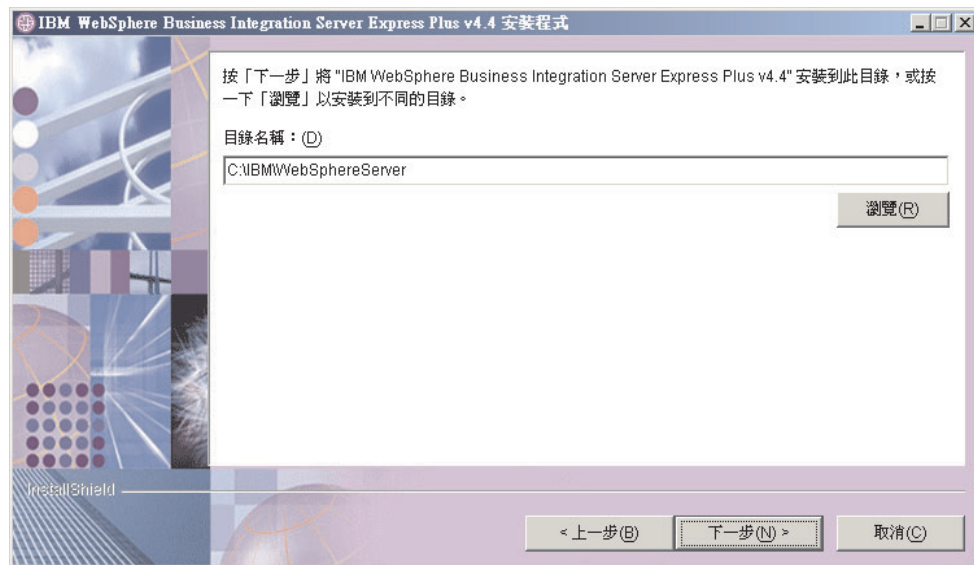 IBM WebSphere Business Integration Server Express Plus v4.4 安裝程式
按「下一步」將 "IBM WebSphere Business Integration Server Express Plus v4.4" 安裝到此目錄，或按
一下「瀏覽」以安裝到不同的目錄。
目錄名稱：(D)
C:\IBM\WebSphereServer
瀏覽(R)
InstallShield
< 上一步(B)
下一步(N) >
取消(C)